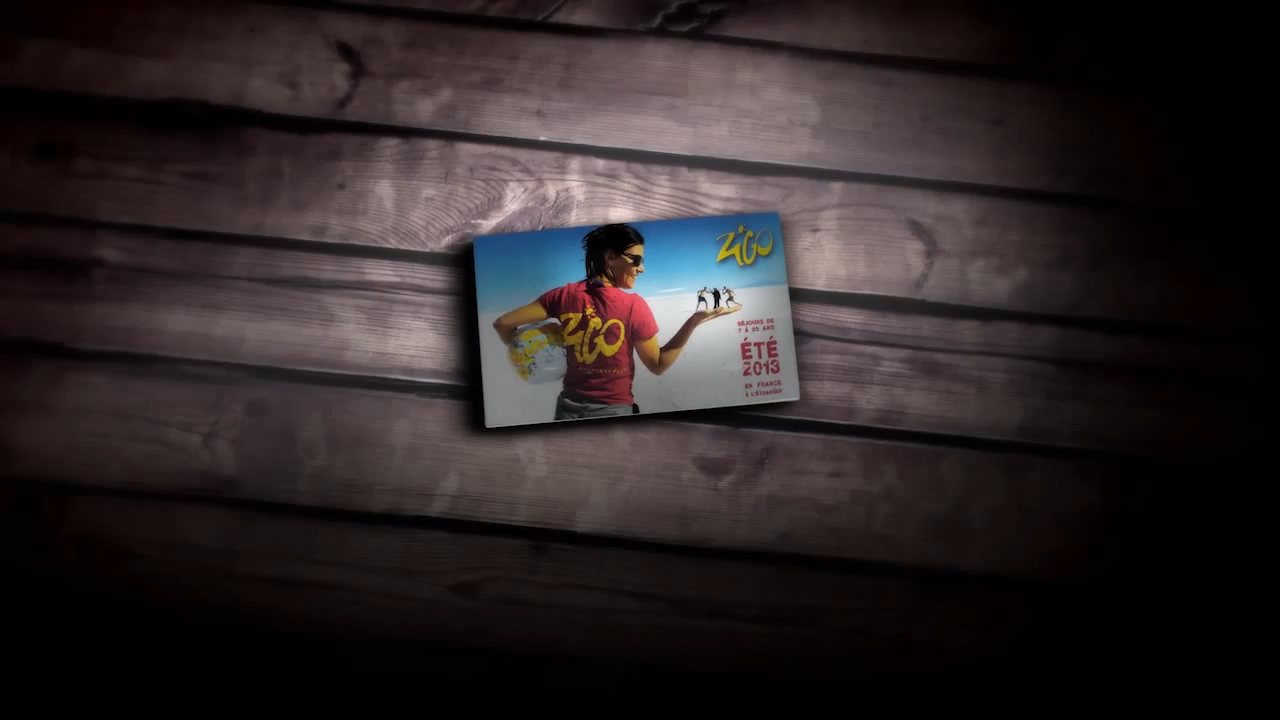 ZIGO
ZIGO
SÉJOURS DE
7 À 25 ANS
ÉTÉ
2013
EN FRANCE
À L'ÉTRANGER